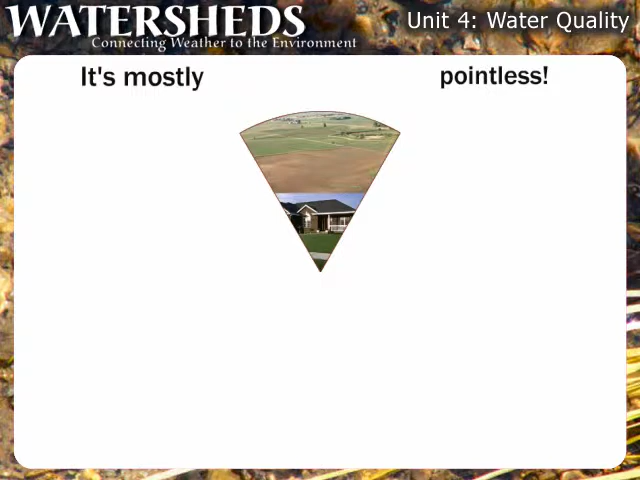 WATERSHEDS
Connecting Weather to the Environment
Unit 4: Water Quality
It's mostly pointless!